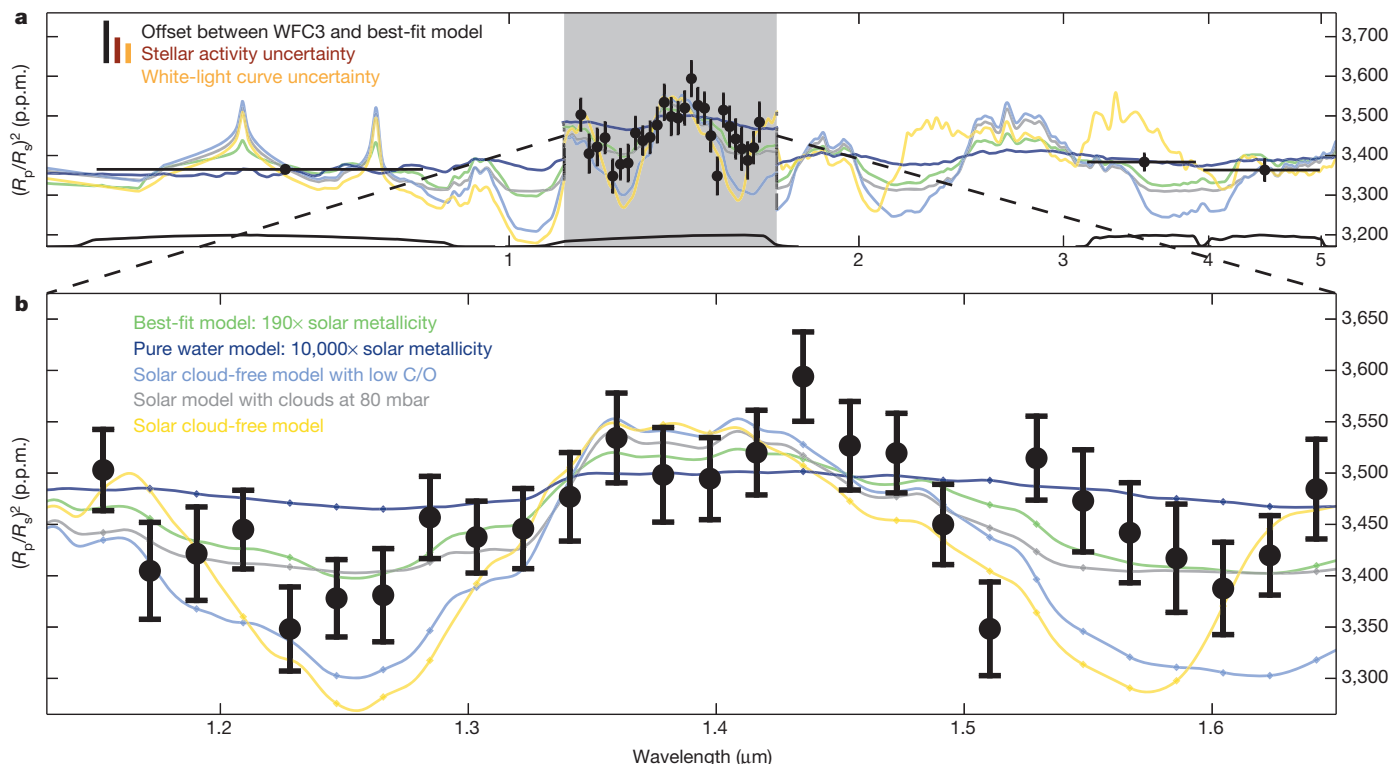 a
Offset between WFC3 and best-fit model
Stellar activity uncertainty
White-light curve uncertainty
(Rp/Rs)2 (p.p.m.)
3,700
3,600
3,500
3,400
3,300
3,200
1 2 3 4 5
b
Best-fit model: 190× solar metallicity
Pure water model: 10,000× solar metallicity
Solar cloud-free model with low C/O
Solar model with clouds at 80 mbar
Solar cloud-free model
(Rp/Rs)2 (p.p.m.)
3,650
3,600
3,550
3,500
3,450
3,400
3,350
3,300
1.2 1.3 1.4 1.5 1.6
Wavelength (μm)